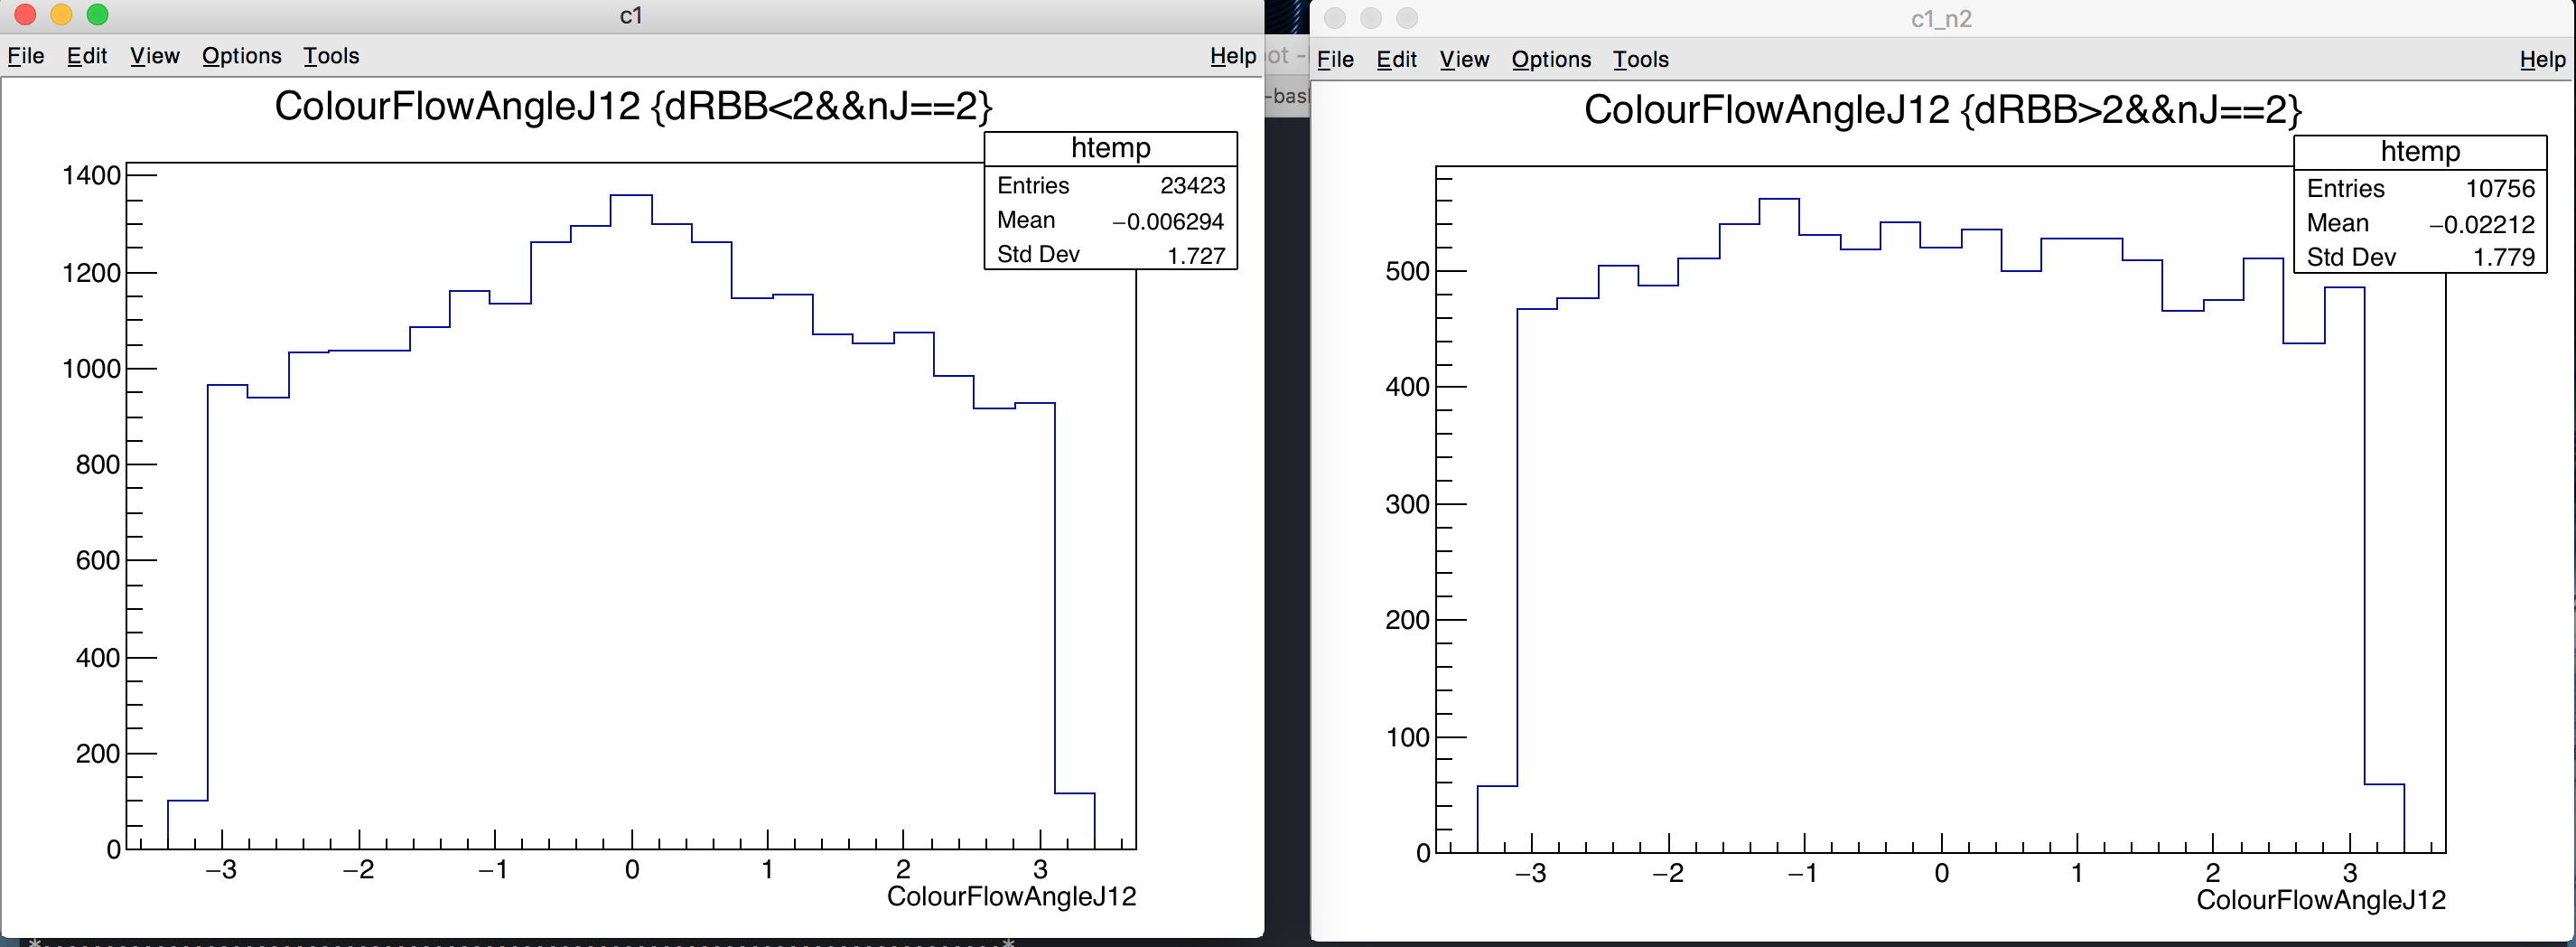 c1
File Edit View Options Tools Help
ColourFlowAngleJ12 {dRBB<2&&nJ==2}
htemp
Entries 23423
Mean −0.006294
Std Dev 1.727
1400
1200
1000
800
600
400
200
0
−3 −2 −1 0 1 2 3
ColourFlowAngleJ12
ot -
-bas
c1_n2
File Edit View Options Tools Help
ColourFlowAngleJ12 {dRBB>2&&nJ==2}
htemp
Entries 10756
Mean −0.02212
Std Dev 1.779
500
400
300
200
100
0
−3 −2 −1 0 1 2 3
ColourFlowAngleJ12